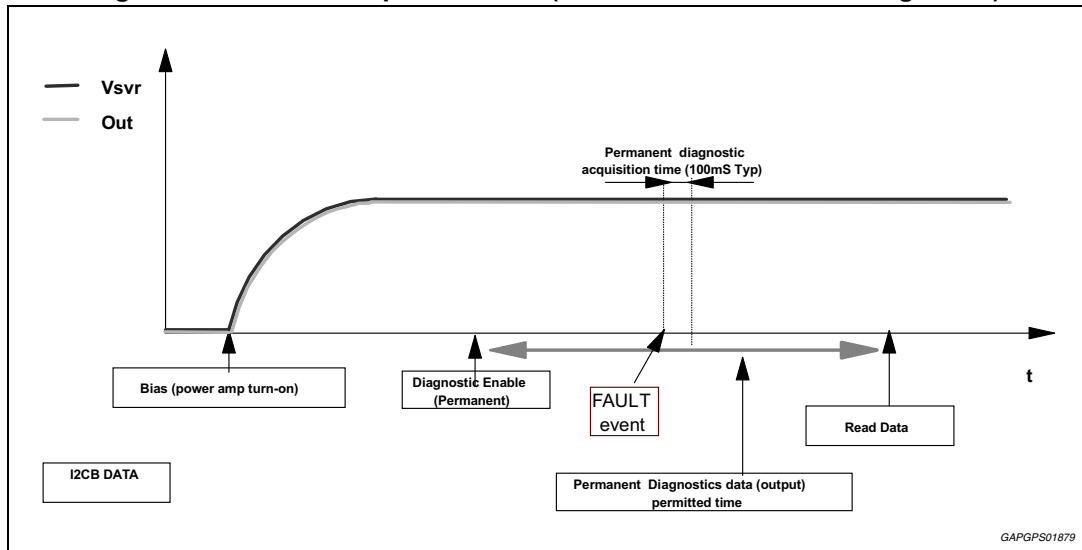 Vsvr
Out
Permanent diagnostic
acquisition time (100mS Typ)
t
Bias (power amp turn-on)
Diagnostic Enable
(Permanent)
FAULT
event
Read Data
I2CB DATA
Permanent Diagnostics data (output)
permitted time
GAPGPS01879